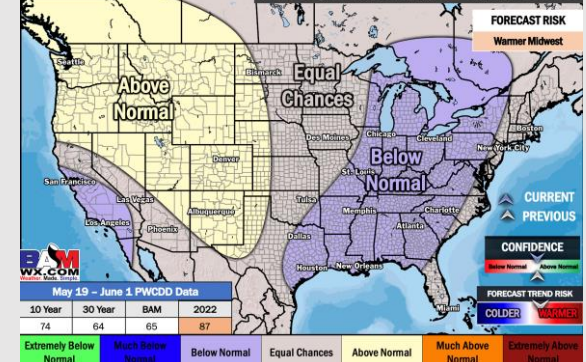 FORECAST RISK
Warmer Midwest
Seattle
Bismarck
Above
Normal
Equal
Chances
Boston
Des Moines
Chicago
Cleveland
New York City
Denver
Below
Normal
St. Louis
San Francisco
Las Vegas
Los Angeles
Albuquerque
Phoenix
Tulsa
Memphis
Charlotte
Atlanta
Dallas
Houston
New Orleans
Miami
CURRENT
PREVIOUS
CONFIDENCE
Below Normal Above Normal
FORECAST TREND RISK
COLDER WARMER
BAM
WX.COM
Weather. Made. Simple.
May 19 – June 1 PWCDD Data
10 Year 30 Year BAM 2022
74 64 65 87
Extremely Below Normal
Much Below Normal
Below Normal
Equal Chances
Above Normal
Much Above Normal
Extremely Above Normal